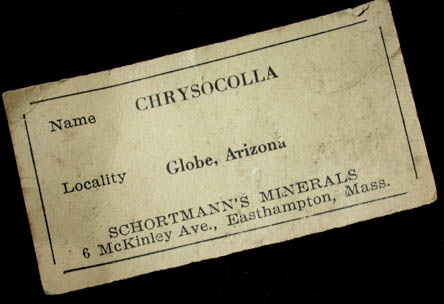 Name CHRYSOCOLLA
Locality Globe, Arizona
SCHORTMANN'S MINERALS
6 McKinley Ave., Easthampton, Mass.